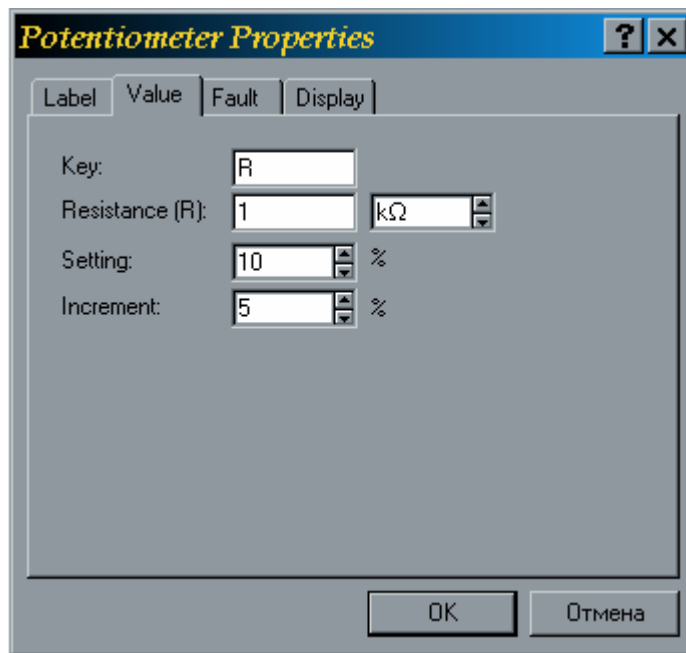 Potentiometer Properties
Label Value Fault Display
Key: R
Resistance (R): 1 kΩ
Setting: 10 %
Increment: 5 %
OK Отмена